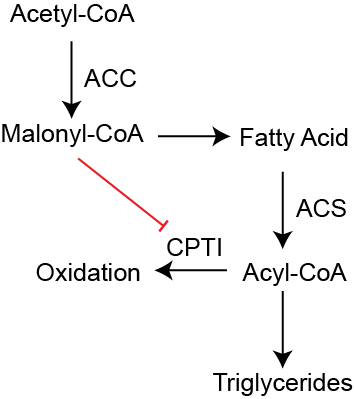 Acetyl-CoA
ACC
Malonyl-CoA
Fatty Acid
ACS
CPTI
Oxidation
Acyl-CoA
Triglycerides